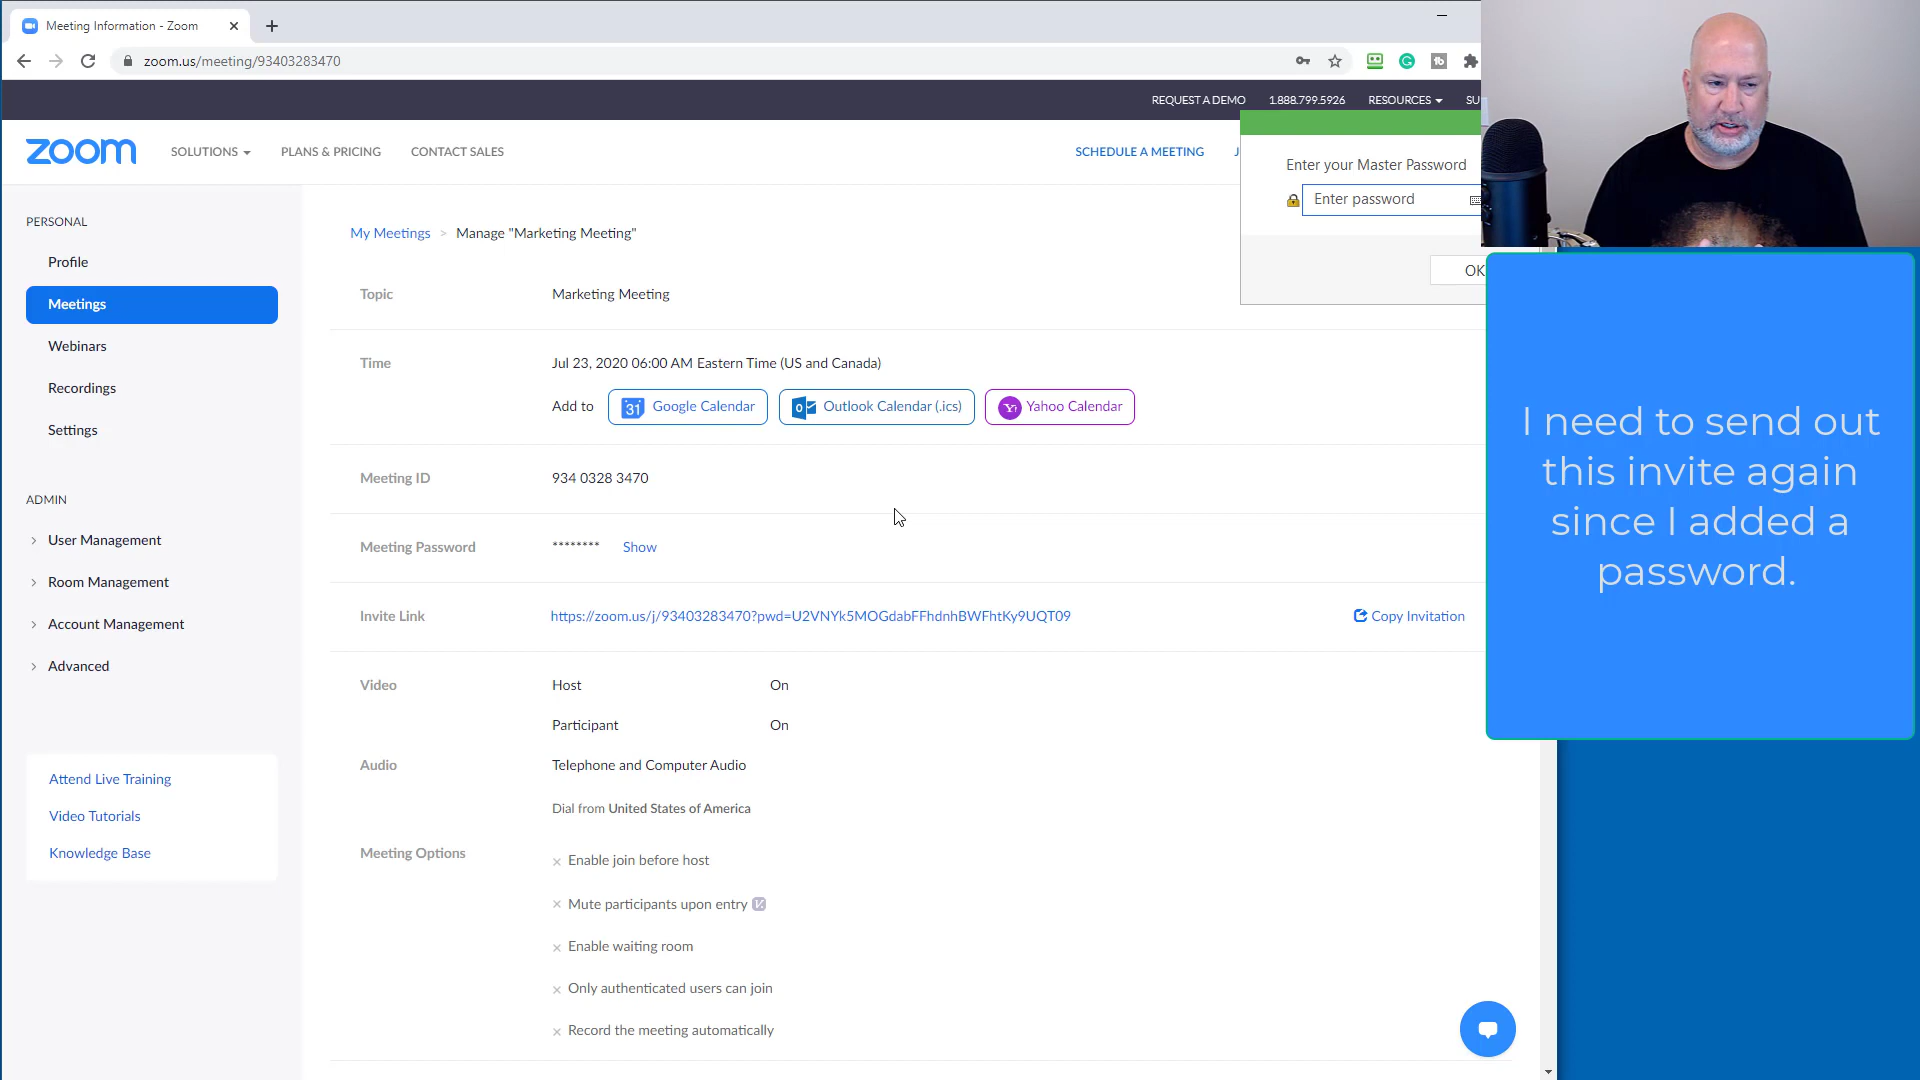 Meeting Information - Zoom
zoom.us/meeting/93403283470
REQUEST A DEMO 1.888.799.5926 RESOURCES SU
zoom SOLUTIONS PLANS & PRICING CONTACT SALES SCHEDULE A MEETING J
Enter your Master Password
Enter password
OK
PERSONAL
Profile
Meetings
Webinars
Recordings
Settings
ADMIN
User Management
Room Management
Account Management
Advanced
Attend Live Training
Video Tutorials
Knowledge Base
My Meetings > Manage "Marketing Meeting"
Topic Marketing Meeting
Time Jul 23, 2020 06:00 AM Eastern Time (US and Canada)
Add to 31 Google Calendar Outlook Calendar (.ics) Yahoo Calendar
Meeting ID 934 0328 3470
Meeting Password ******** Show
Invite Link https://zoom.us/j/93403283470?pwd=U2VNYk5MOGdabFFhdnhBWFhtKy9UQT09 Copy Invitation
Video Host On
Participant On
Audio Telephone and Computer Audio
Dial from United States of America
Meeting Options × Enable join before host
× Mute participants upon entry
× Enable waiting room
× Only authenticated users can join
× Record the meeting automatically
I need to send out
this invite again
since I added a
password.